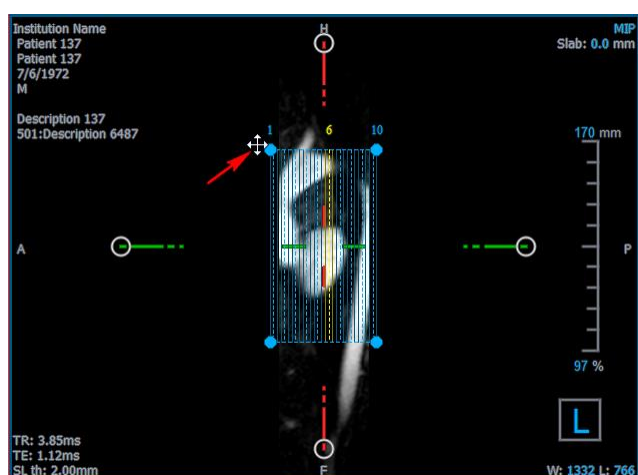 Institution Name
Patient 137
Patient 137
7/6/1972
M
Description 137
501:Description 6487
H
MIP
Slab: 0.0 mm
1
6
10
170 mm
A
P
97 %
L
TR: 3.85ms
TE: 1.12ms
SL th: 2.00mm
F
W: 1332 L: 766